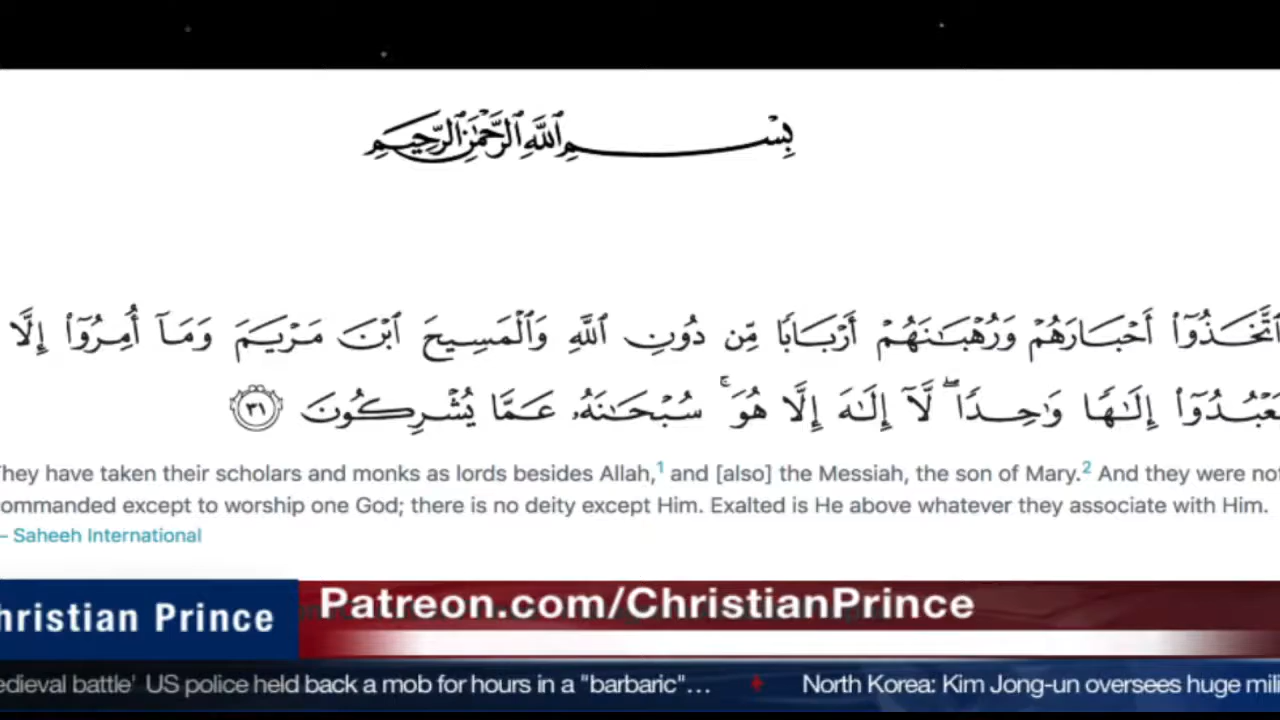 بِسْمِ ٱللَّهِ ٱلرَّحْمَـٰنِ ٱلرَّحِيمِ
ٱتَّخَذُوٓا۟ أَحْبَارَهُمْ وَرُهْبَـٰنَهُمْ أَرْبَابًا مِّن دُونِ ٱللَّهِ وَٱلْمَسِيحَ ٱبْنَ مَرْيَمَ وَمَآ أُمِرُوٓا۟ إِلَّا
عْبُدُوٓا۟ إِلَـٰهًا وَٰحِدًا ۖ لَّآ إِلَـٰهَ إِلَّا هُوَ ۚ سُبْحَـٰنَهُۥ عَمَّا يُشْرِكُونَ ٣١
hey have taken their scholars and monks as lords besides Allah,1 and [also] the Messiah, the son of Mary.2 And they were not
ommanded except to worship one God; there is no deity except Him. Exalted is He above whatever they associate with Him.
– Saheeh International
Patreon.com/ChristianPrince
hristian Prince
edieval battle' US police held back a mob for hours in a "barbaric"... North Korea: Kim Jong-un oversees huge mili